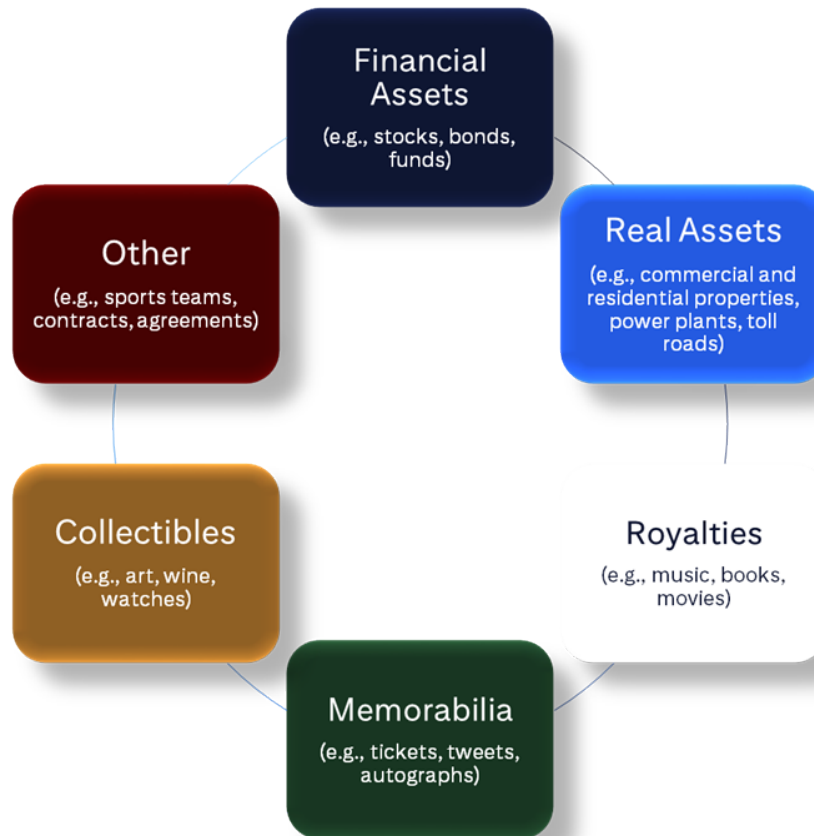 Financial
Assets
(e.g., stocks, bonds,
funds)
Real Assets
(e.g., commercial and
residential properties,
power plants, toll
roads)
Royalties
(e.g., music, books,
movies)
Memorabilia
(e.g., tickets, tweets,
autographs)
Collectibles
(e.g., art, wine,
watches)
Other
(e.g., sports teams,
contracts, agreements)